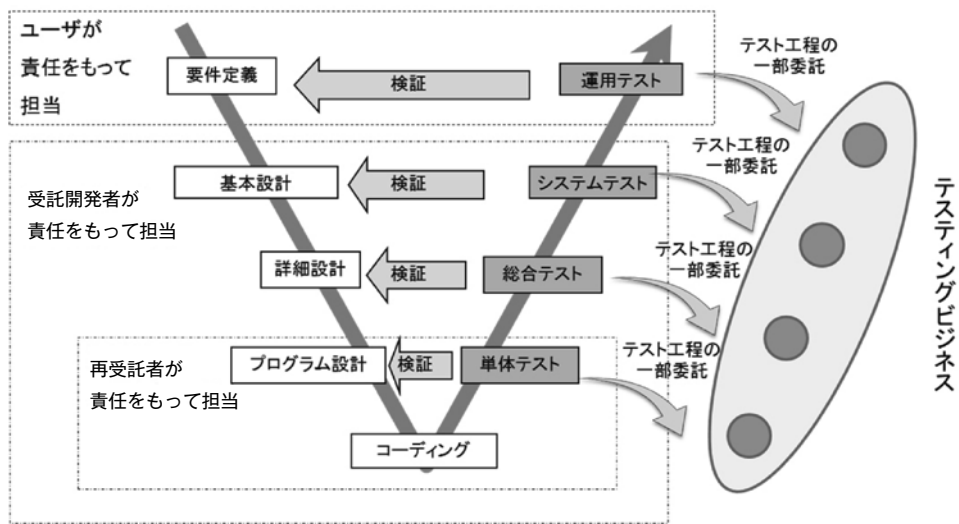 ユーザが
責任をもって
担当
要件定義
検証
運用テスト
テスト工程の
一部委託
受託開発者が
責任をもって担当
基本設計
検証
システムテスト
テスト工程の
一部委託
詳細設計
検証
総合テスト
テスト工程の
一部委託
再受託者が
責任をもって担当
プログラム設計
検証
単体テスト
テスト工程の
一部委託
コーディング
テスティングビジネス